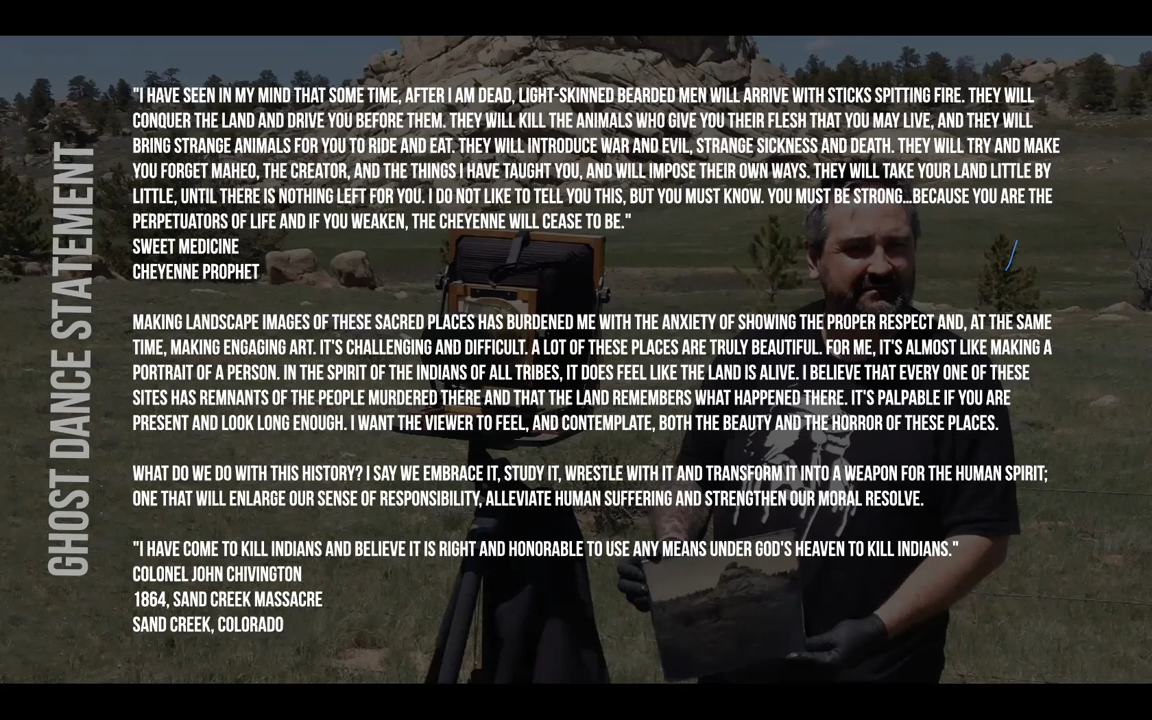 GHOST DANCE STATEMENT
"I HAVE SEEN IN MY MIND THAT SOME TIME, AFTER I AM DEAD, LIGHT-SKINNED BEARDED MEN WILL ARRIVE WITH STICKS SPITTING FIRE. THEY WILL
CONQUER THE LAND AND DRIVE YOU BEFORE THEM. THEY WILL KILL THE ANIMALS WHO GIVE YOU THEIR FLESH THAT YOU MAY LIVE, AND THEY WILL
BRING STRANGE ANIMALS FOR YOU TO RIDE AND EAT. THEY WILL INTRODUCE WAR AND EVIL, STRANGE SICKNESS AND DEATH. THEY WILL TRY AND MAKE
YOU FORGET MAHEO, THE CREATOR, AND THE THINGS I HAVE TAUGHT YOU, AND WILL IMPOSE THEIR OWN WAYS. THEY WILL TAKE YOUR LAND LITTLE BY
LITTLE, UNTIL THERE IS NOTHING LEFT FOR YOU. I DO NOT LIKE TO TELL YOU THIS, BUT YOU MUST KNOW. YOU MUST BE STRONG...BECAUSE YOU ARE THE
PERPETUATORS OF LIFE AND IF YOU WEAKEN, THE CHEYENNE WILL CEASE TO BE."
SWEET MEDICINE
CHEYENNE PROPHET
MAKING LANDSCAPE IMAGES OF THESE SACRED PLACES HAS BURDENED ME WITH THE ANXIETY OF SHOWING THE PROPER RESPECT AND, AT THE SAME
TIME, MAKING ENGAGING ART. IT'S CHALLENGING AND DIFFICULT. A LOT OF THESE PLACES ARE TRULY BEAUTIFUL. FOR ME, IT'S ALMOST LIKE MAKING A
PORTRAIT OF A PERSON. IN THE SPIRIT OF THE INDIANS OF ALL TRIBES, IT DOES FEEL LIKE THE LAND IS ALIVE. I BELIEVE THAT EVERY ONE OF THESE
SITES HAS REMNANTS OF THE PEOPLE MURDERED THERE AND THAT THE LAND REMEMBERS WHAT HAPPENED THERE. IT'S PALPABLE IF YOU ARE
PRESENT AND LOOK LONG ENOUGH. I WANT THE VIEWER TO FEEL, AND CONTEMPLATE, BOTH THE BEAUTY AND THE HORROR OF THESE PLACES.
WHAT DO WE DO WITH THIS HISTORY? I SAY WE EMBRACE IT, STUDY IT, WRESTLE WITH IT AND TRANSFORM IT INTO A WEAPON FOR THE HUMAN SPIRIT;
ONE THAT WILL ENLARGE OUR SENSE OF RESPONSIBILITY, ALLEVIATE HUMAN SUFFERING AND STRENGTHEN OUR MORAL RESOLVE.
"I HAVE COME TO KILL INDIANS AND BELIEVE IT IS RIGHT AND HONORABLE TO USE ANY MEANS UNDER GOD'S HEAVEN TO KILL INDIANS."
COLONEL JOHN CHIVINGTON
1864, SAND CREEK MASSACRE
SAND CREEK, COLORADO